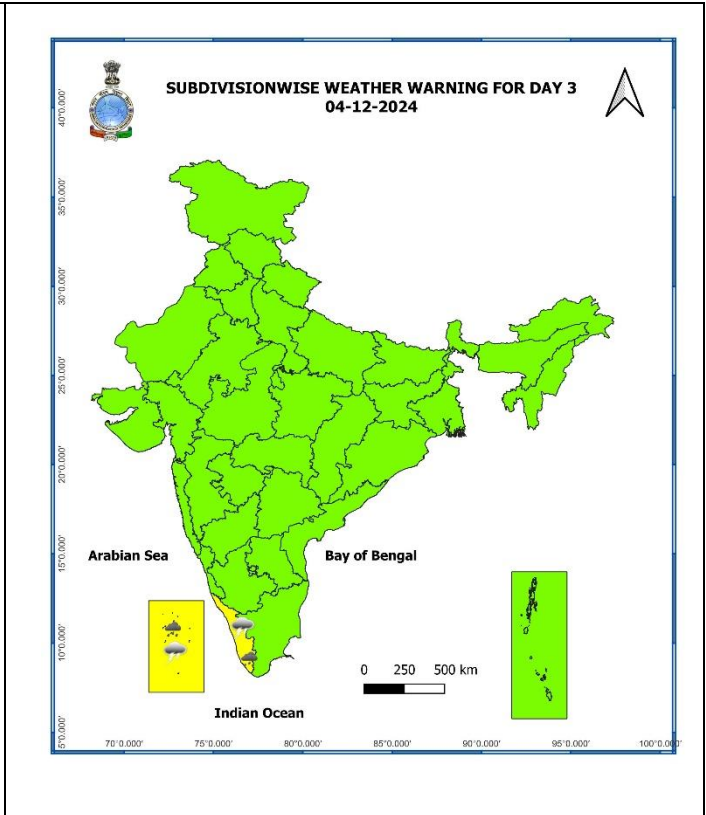 SUBDIVISIONWISE WEATHER WARNING FOR DAY 3
04-12-2024
40°0.000'
35°0.000'
30°0.000'
25°0.000'
20°0.000'
15°0.000'
10°0.000'
5°0.000'
Arabian Sea
Bay of Bengal
0 250 500 km
Indian Ocean
70°0.000' 75°0.000' 80°0.000' 85°0.000' 90°0.000' 95°0.000' 100°0.000'